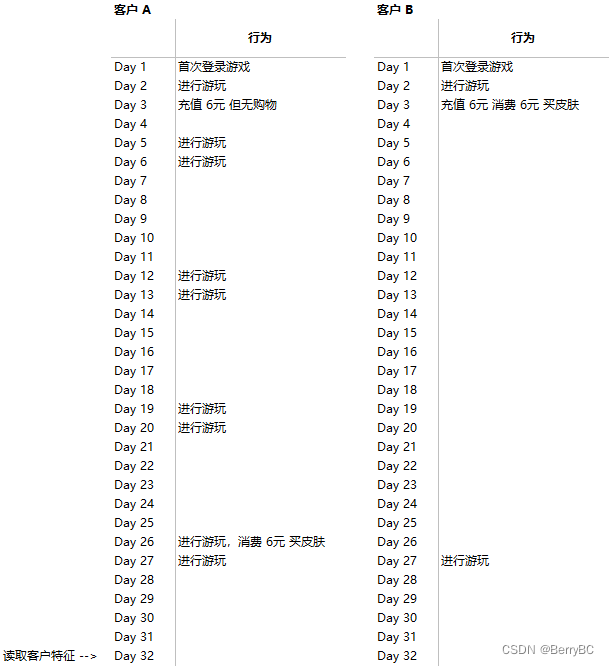 客户 A 客户 B
行为 行为
Day 1 首次登录游戏 Day 1 首次登录游戏
Day 2 进行游玩 Day 2 进行游玩
Day 3 充值 6元 但无购物 Day 3 充值 6元 消费 6元 买皮肤
Day 4 Day 4
Day 5 进行游玩 Day 5
Day 6 进行游玩 Day 6
Day 7 Day 7
Day 8 Day 8
Day 9 Day 9
Day 10 Day 10
Day 11 Day 11
Day 12 进行游玩 Day 12
Day 13 进行游玩 Day 13
Day 14 Day 14
Day 15 Day 15
Day 16 Day 16
Day 17 Day 17
Day 18 Day 18
Day 19 进行游玩 Day 19
Day 20 进行游玩 Day 20
Day 21 Day 21
Day 22 Day 22
Day 23 Day 23
Day 24 Day 24
Day 25 Day 25
Day 26 进行游玩，消费 6元 买皮肤 Day 26
Day 27 进行游玩 Day 27 进行游玩
Day 28 Day 28
Day 29 Day 29
Day 30 Day 30
Day 31 Day 31
读取客户特征 --> Day 32 Day 32
CSDN @BerryBC